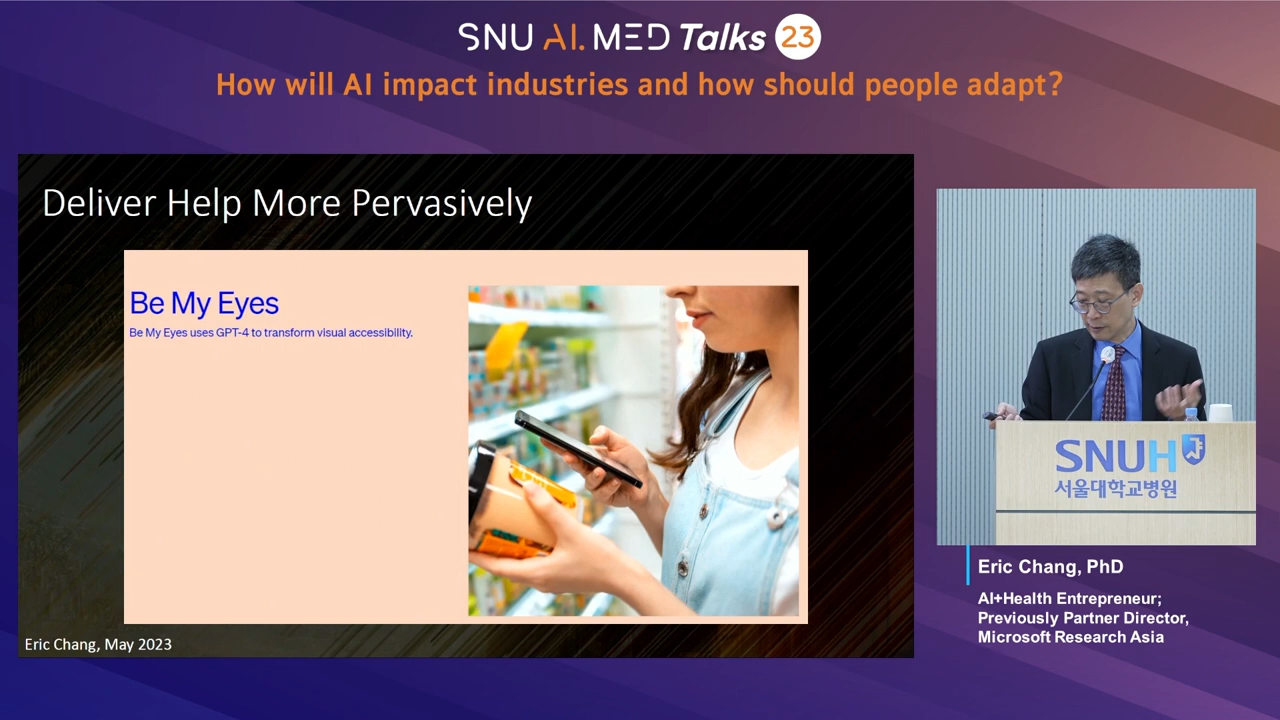 SNU AI.MED Talks 23
How will AI impact industries and how should people adapt?
Deliver Help More Pervasively
Be My Eyes
Be My Eyes uses GPT-4 to transform visual accessibility.
Eric Chang, May 2023
SNUH
서울대학교병원
Eric Chang, PhD
AI+Health Entrepreneur;
Previously Partner Director,
Microsoft Research Asia